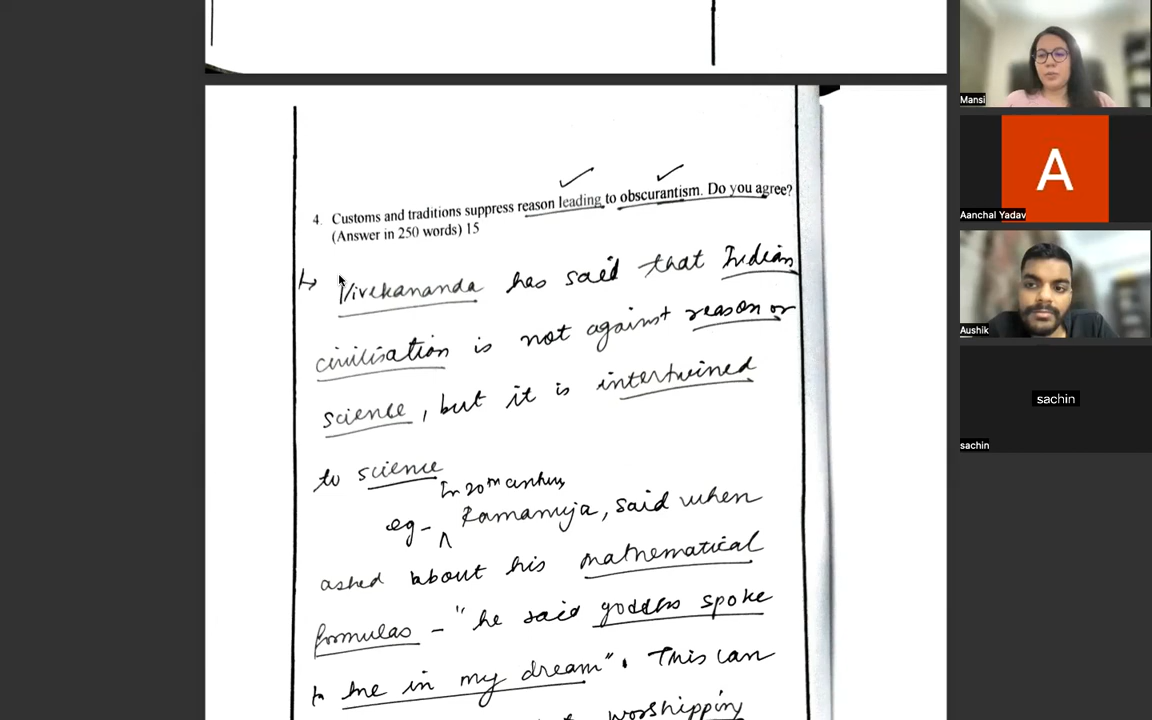 4. Customs and traditions suppress reason leading to obscurantism. Do you agree?
(Answer in 250 words) 15
↳ Vivekananda has said that Indian
civilisation is not against reason or
science, but it is intertwined
to science
In 20th century
eg- ^ Ramanuja, said when
asked about his mathematical
formulas - "he said goddess spoke
to me in my dream". This can
worshipping
Mansi
A
Aanchal Yadav
Aushik
sachin
sachin